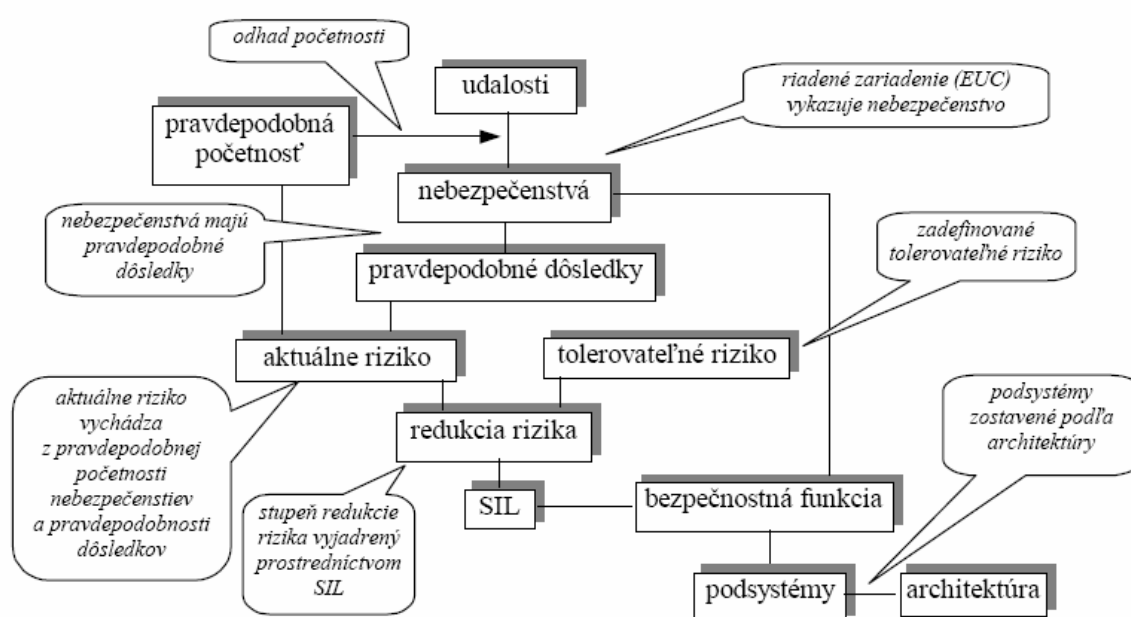 odhad početnosti
udalosti
riadené zariadenie (EUC)
vykazuje nebezpečenstvo
pravdepodobná
početnosť
nebezpečenstvá
nebezpečenstvá majú
pravdepodobné
dôsledky
zadefinované
tolerovateľné riziko
pravdepodobné dôsledky
aktuálne riziko
tolerovateľné riziko
aktuálne riziko
vychádza
z pravdepodobnej
početnosti
nebezpečenstiev
a pravdepodobnosti
dôsledkov
redukcia rizika
podsystémy
zostavené podľa
architektúry
SIL
bezpečnostná funkcia
stupeň redukcie
rizika vyjadrený
prostredníctvom
SIL
podsystémy
architektúra